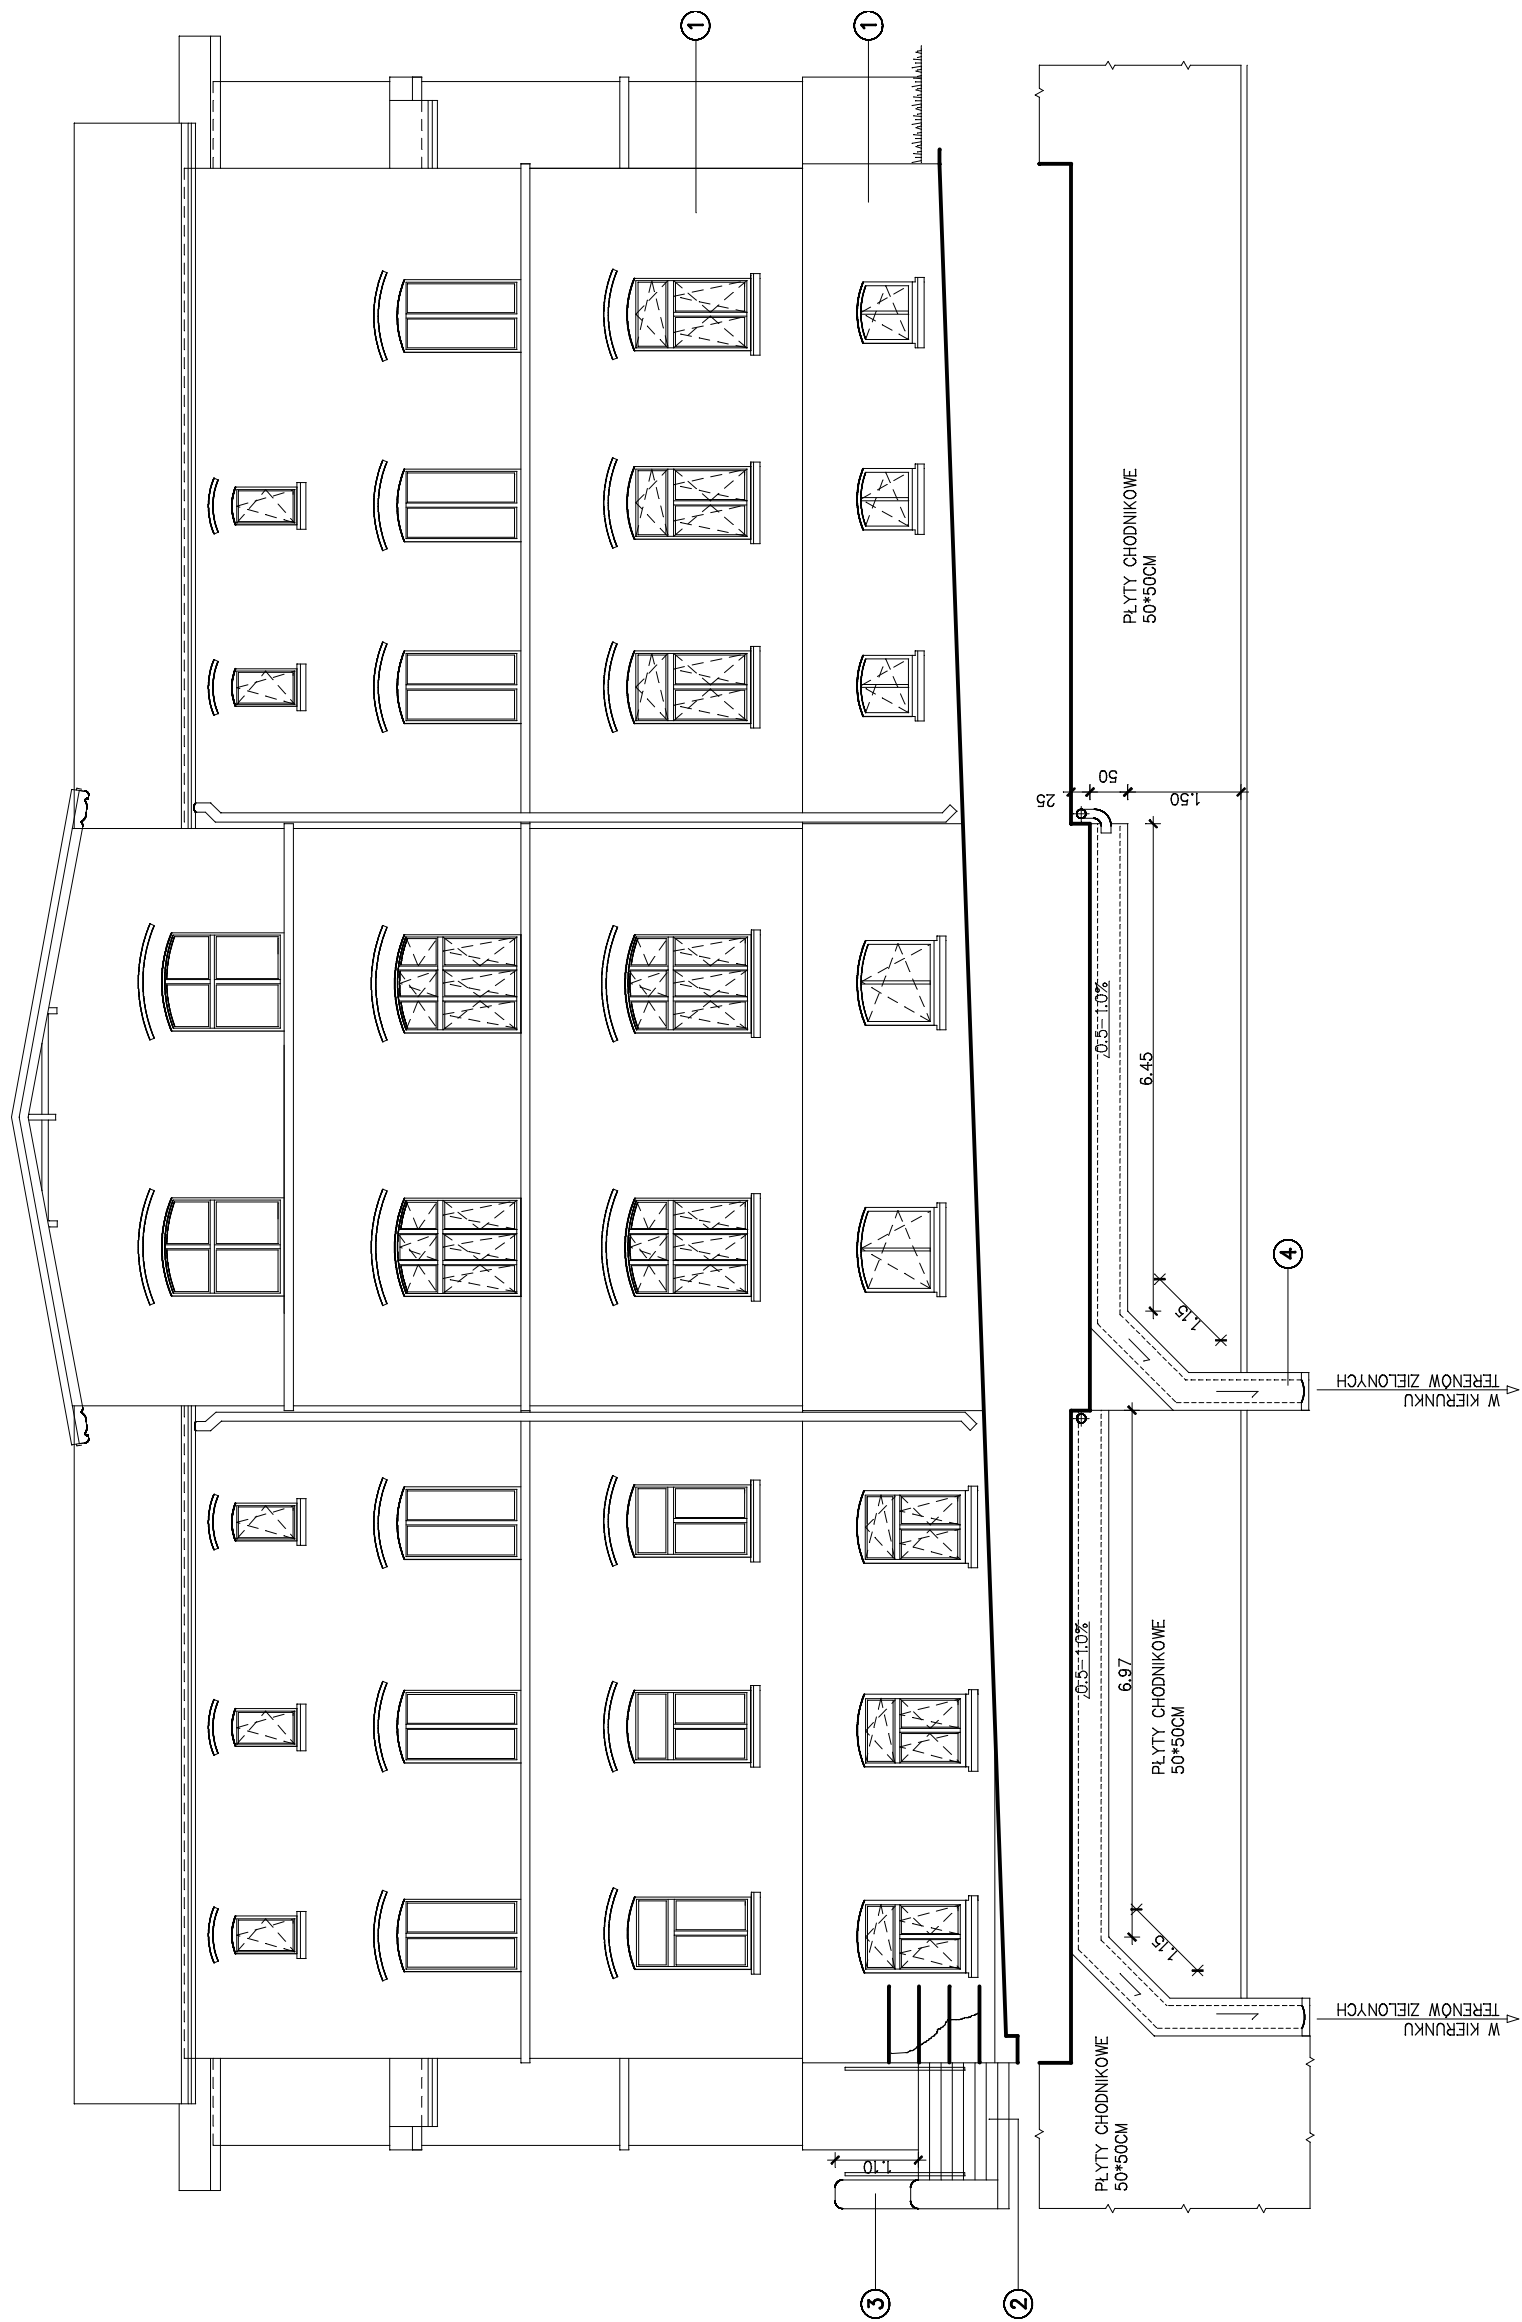 1
1
PŁYTY CHODNIKOWE
50*50CM
25
50
1.50
0.5-1.0%
6.45
1.15
4
W KIERUNKU
TERENÓW ZIELONYCH
0.5-1.0%
6.97
PŁYTY CHODNIKOWE
50*50CM
1.15
W KIERUNKU
TERENÓW ZIELONYCH
PŁYTY CHODNIKOWE
50*50CM
1.10
3
2